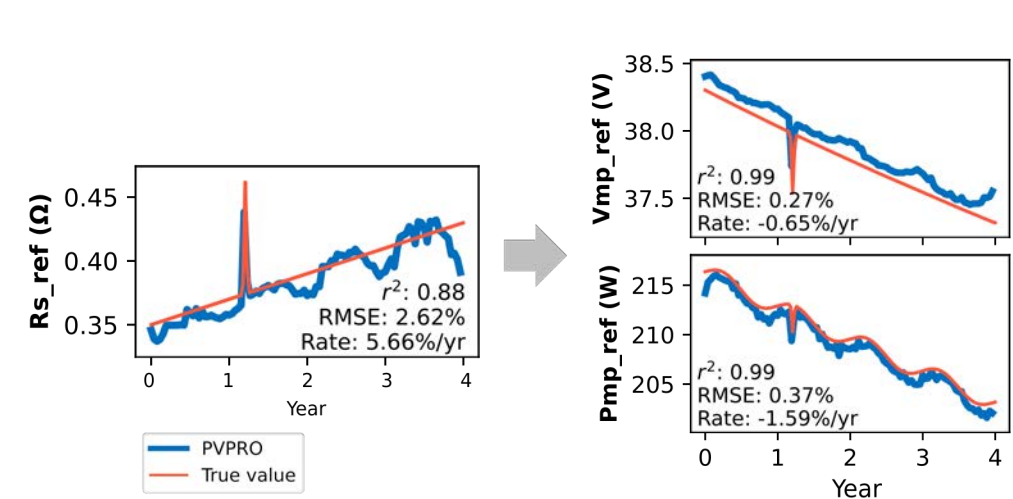 Rs_ref (Ω)
0.45
0.40
0.35
r²: 0.88
RMSE: 2.62%
Rate: 5.66%/yr
0 1 2 3 4
Year
PVPRO
True value
Vmp_ref (V)
38.5
38.0
37.5
r²: 0.99
RMSE: 0.27%
Rate: -0.65%/yr
Pmp_ref (W)
215
210
205
r²: 0.99
RMSE: 0.37%
Rate: -1.59%/yr
0 1 2 3 4
Year